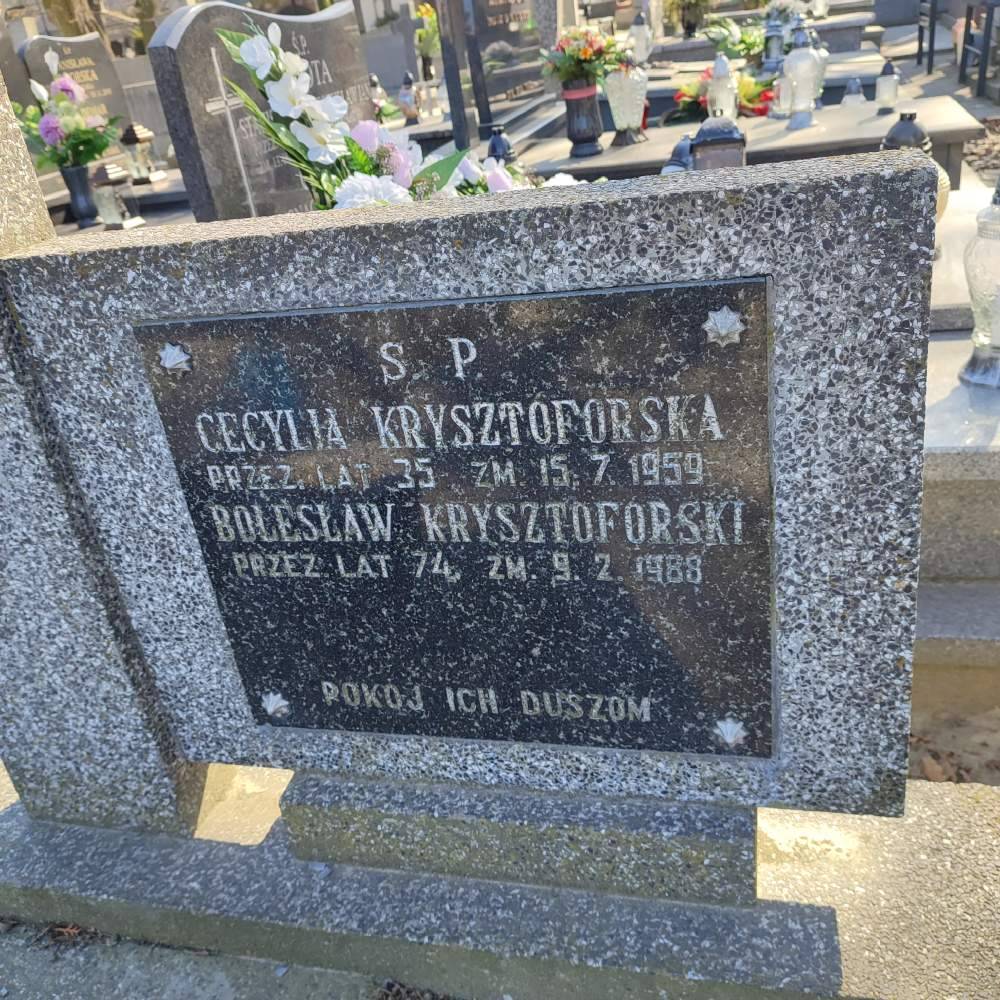 S. P.
CECYLIA KRYSZTOFORSKA
PRZEZ. LAT 35 ZM. 15. 7. 1959
BOLESŁAW KRYSZTOFORSKI
PRZEZ. LAT 74, ZM. 9. 2. 1988
POKÓJ ICH DUSZOM